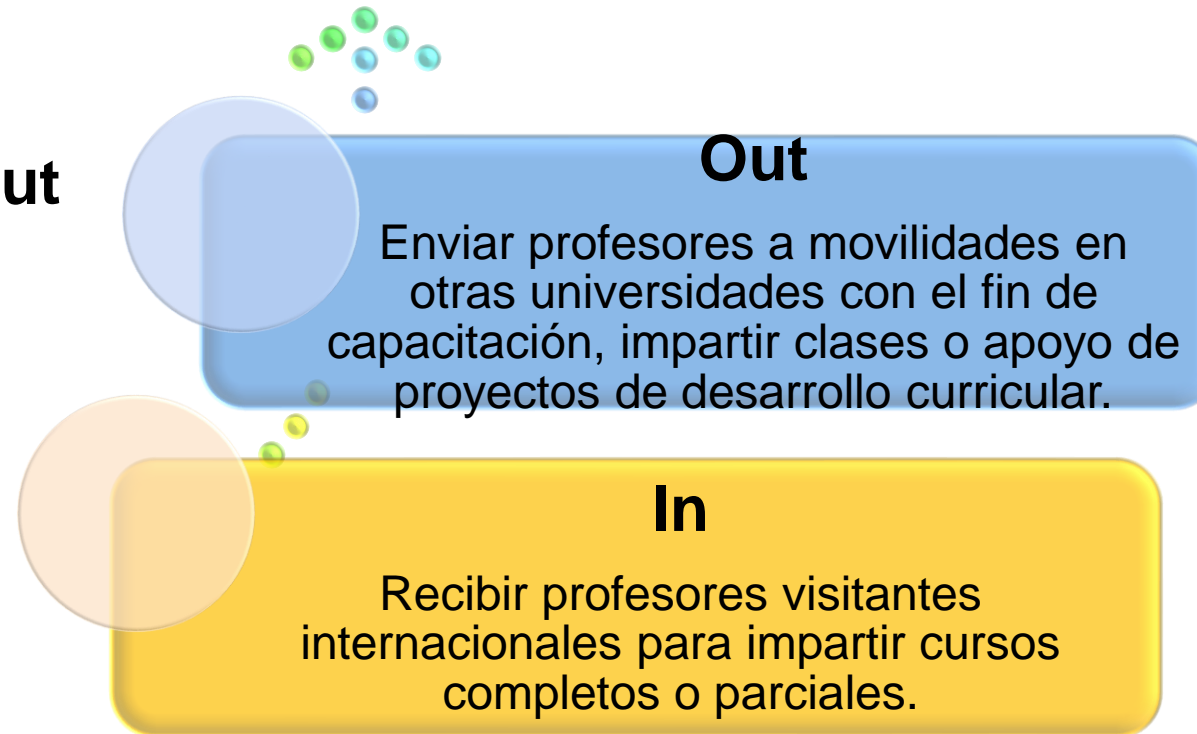 ut
Out
Enviar profesores a movilidades en
otras universidades con el fin de
capacitación, impartir clases o apoyo de
proyectos de desarrollo curricular.
In
Recibir profesores visitantes
internacionales para impartir cursos
completos o parciales.